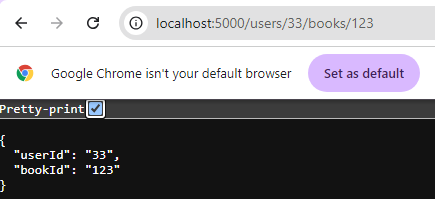 localhost:5000/users/33/books/123
Google Chrome isn't your default browser Set as default
Pretty-print
{
"userId": "33",
"bookId": "123"
}